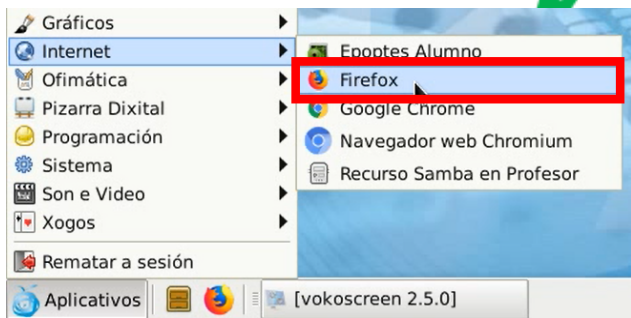 Gráficos
Internet
Ofimática
Pizarra Dixital
Programación
Sistema
Son e Video
Xogos
Rematar a sesión
Epoptes Alumno
Firefox
Google Chrome
Navegador web Chromium
Recurso Samba en Profesor
Aplicativos
[vokoscreen 2.5.0]